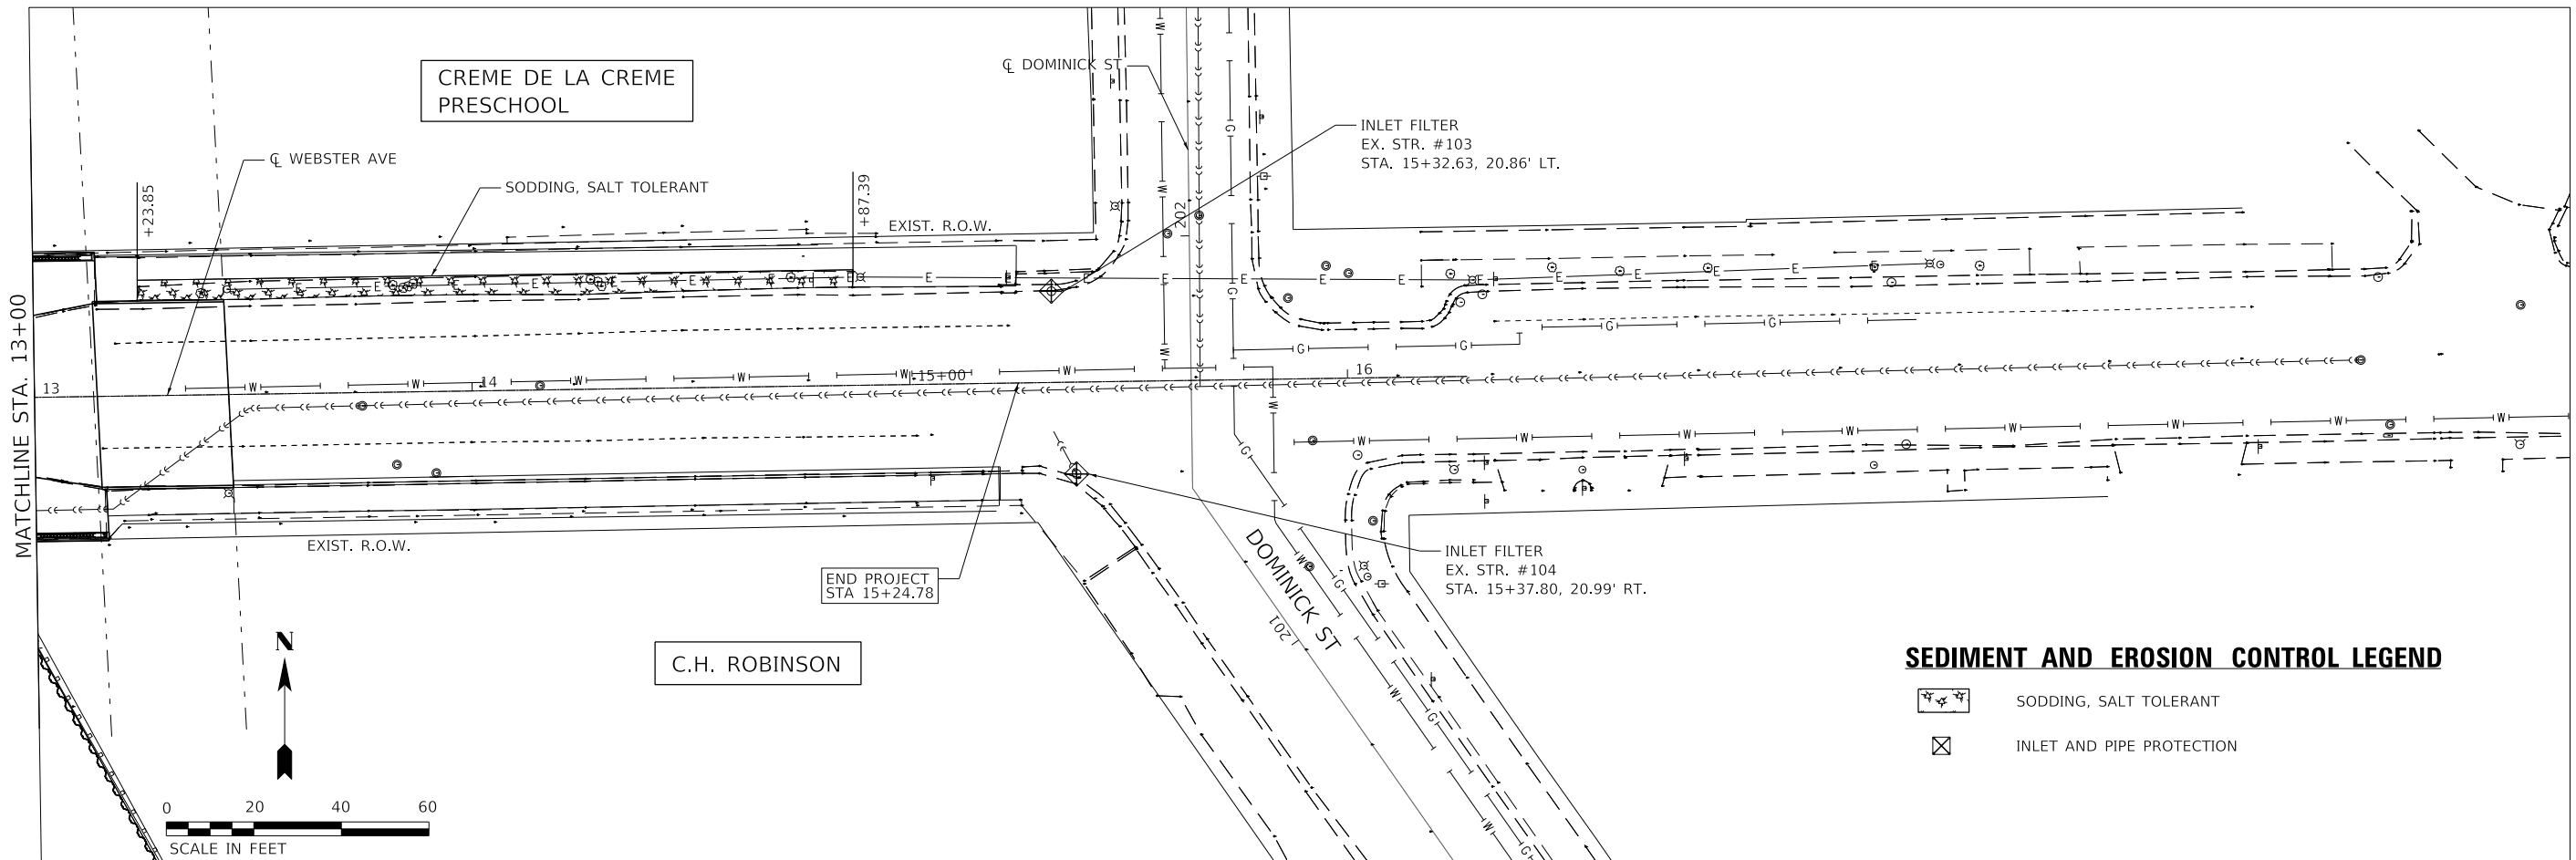 CREME DE LA CREME
PRESCHOOL
℄ DOMINICK ST
INLET FILTER
EX. STR. #103
STA. 15+32.63, 20.86' LT.
℄ WEBSTER AVE
SODDING, SALT TOLERANT
+23.85
+87.39
EXIST. R.O.W.
202
MATCHLINE STA. 13+00
13
14
15+00
16
EXIST. R.O.W.
END PROJECT
STA 15+24.78
INLET FILTER
EX. STR. #104
STA. 15+37.80, 20.99' RT.
DOMINICK ST
201
C.H. ROBINSON
N
0 20 40 60
SCALE IN FEET
SEDIMENT AND EROSION CONTROL LEGEND
SODDING, SALT TOLERANT
INLET AND PIPE PROTECTION